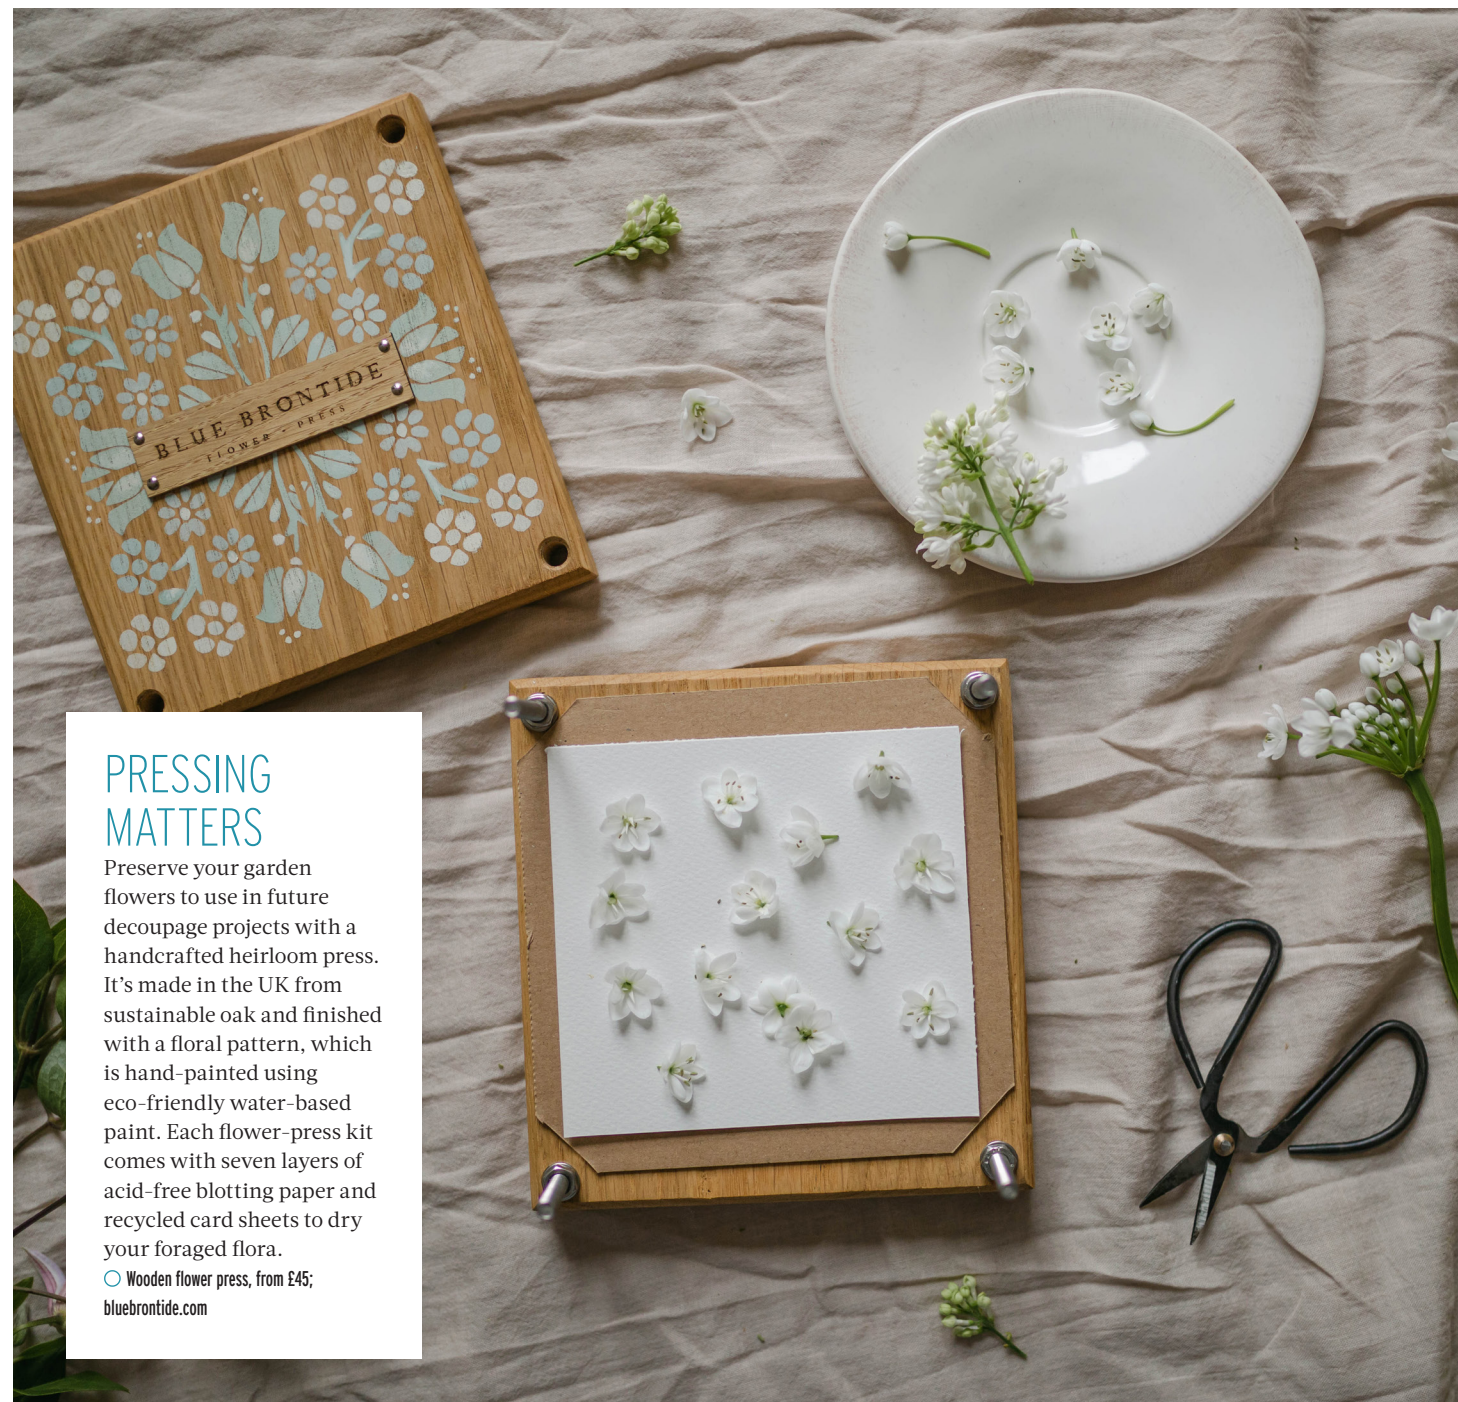 BLUE BRONTIDE
FLOWER - PRESS
PRESSING
MATTERS
Preserve your garden
flowers to use in future
decoupage projects with a
handcrafted heirloom press.
It’s made in the UK from
sustainable oak and finished
with a floral pattern, which
is hand-painted using
eco-friendly water-based
paint. Each flower-press kit
comes with seven layers of
acid-free blotting paper and
recycled card sheets to dry
your foraged flora.
Wooden flower press, from £45;
bluebrontide.com